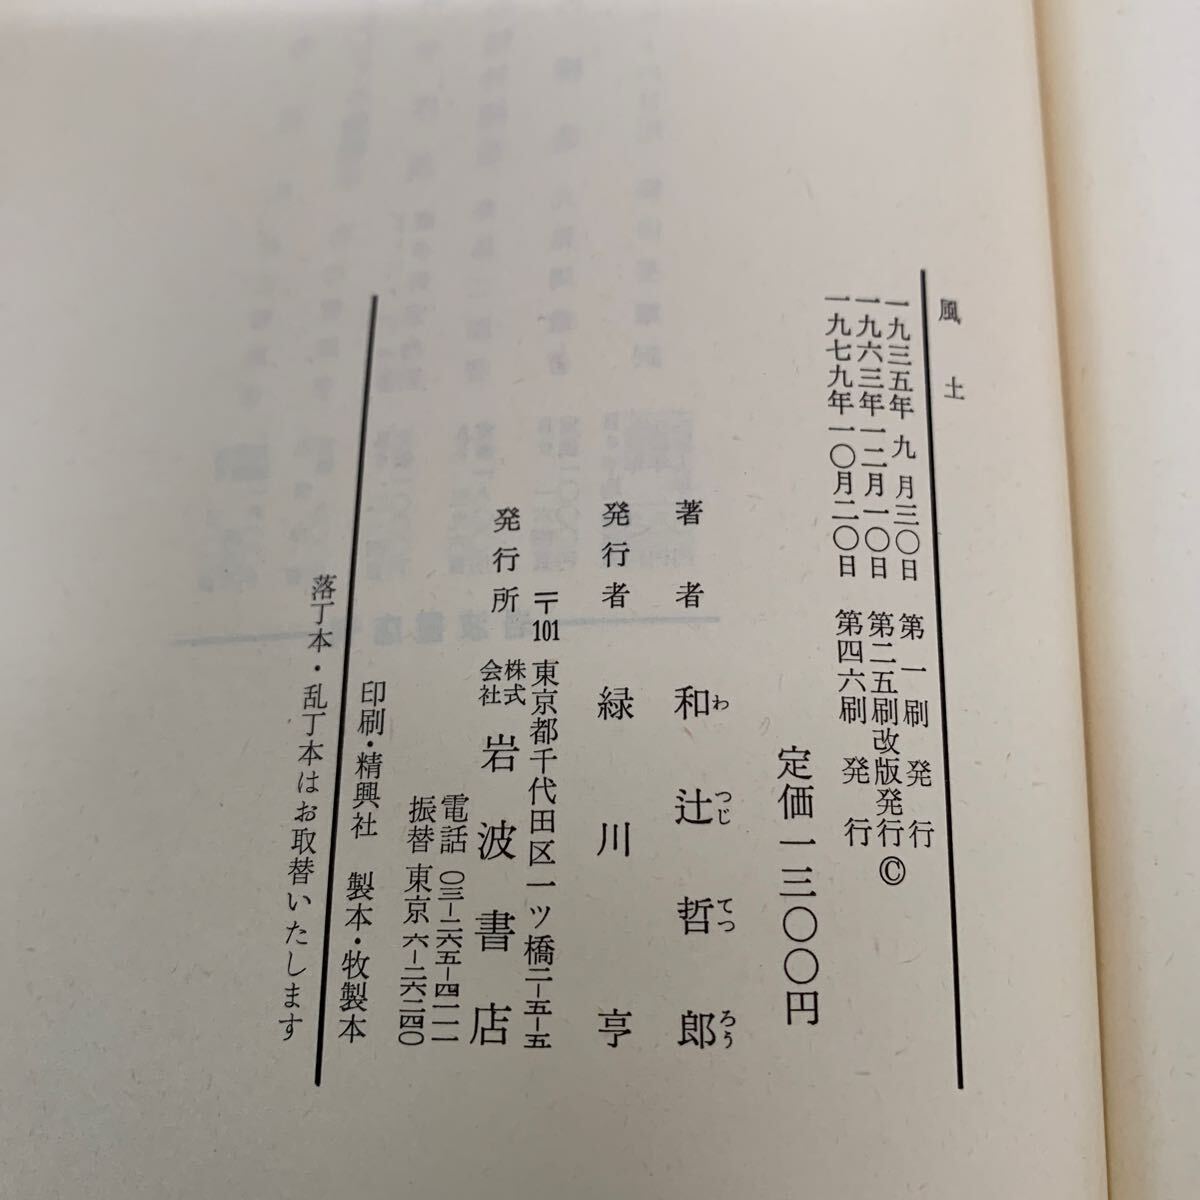 風土
一九三五年九月三〇日 第一刷発行
一九六三年一二月一〇日 第二五刷改版発行©
一九七九年一〇月二〇日 第四六刷発行
定価一三〇〇円
著者 和辻哲郎
わ つじ てつ ろう
発行者 緑川亨
〒101 東京都千代田区一ツ橋二-五-五
発行所 株式会社 岩波書店
電話 〇三-二六五-四一一一
振替 東京 六-二六二四〇
印刷・精興社 製本・牧製本
落丁本・乱丁本はお取替いたします